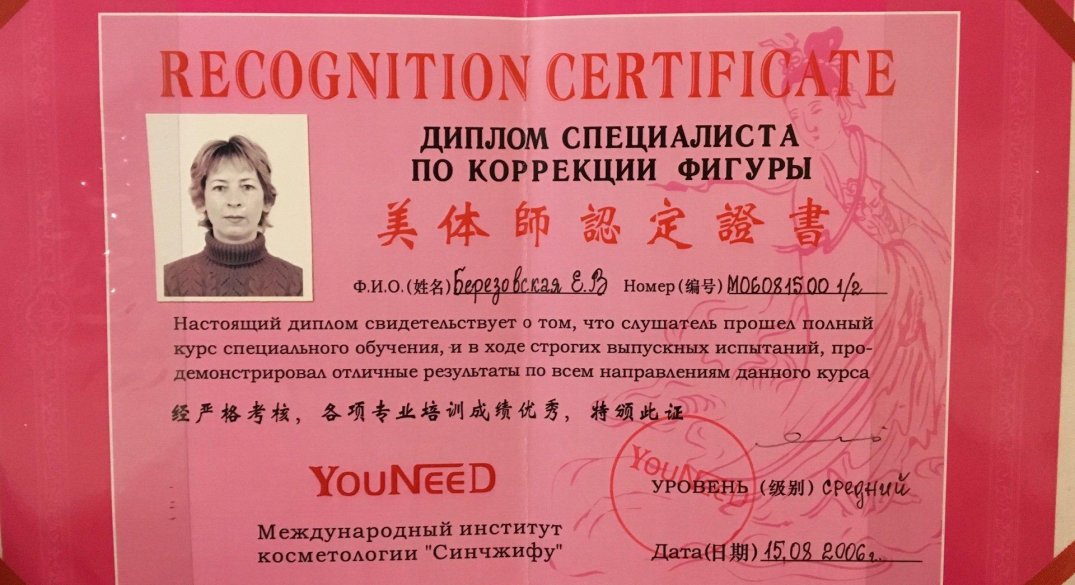 RECOGNITION CERTIFICATE
ДИПЛОМ СПЕЦИАЛИСТА
ПО КОРРЕКЦИИ ФИГУРЫ
美体師認定證書
Ф.И.О.(姓名) Березовская Е.В Номер (编号) М06081500 1/2
Настоящий диплом свидетельствует о том, что слушатель прошел полный
курс специального обучения, и в ходе строгих выпускных испытаний, про-
демонстрировал отличные результаты по всем направлениям данного курса
经严格考核，各项专业培训成绩优秀，特颁此证
YOUNEED
YOUNEED
УРОВЕНЬ (级别) средний
Международный институт
косметологии "Синчжифу"
Дата(日期) 15.08 2006г.